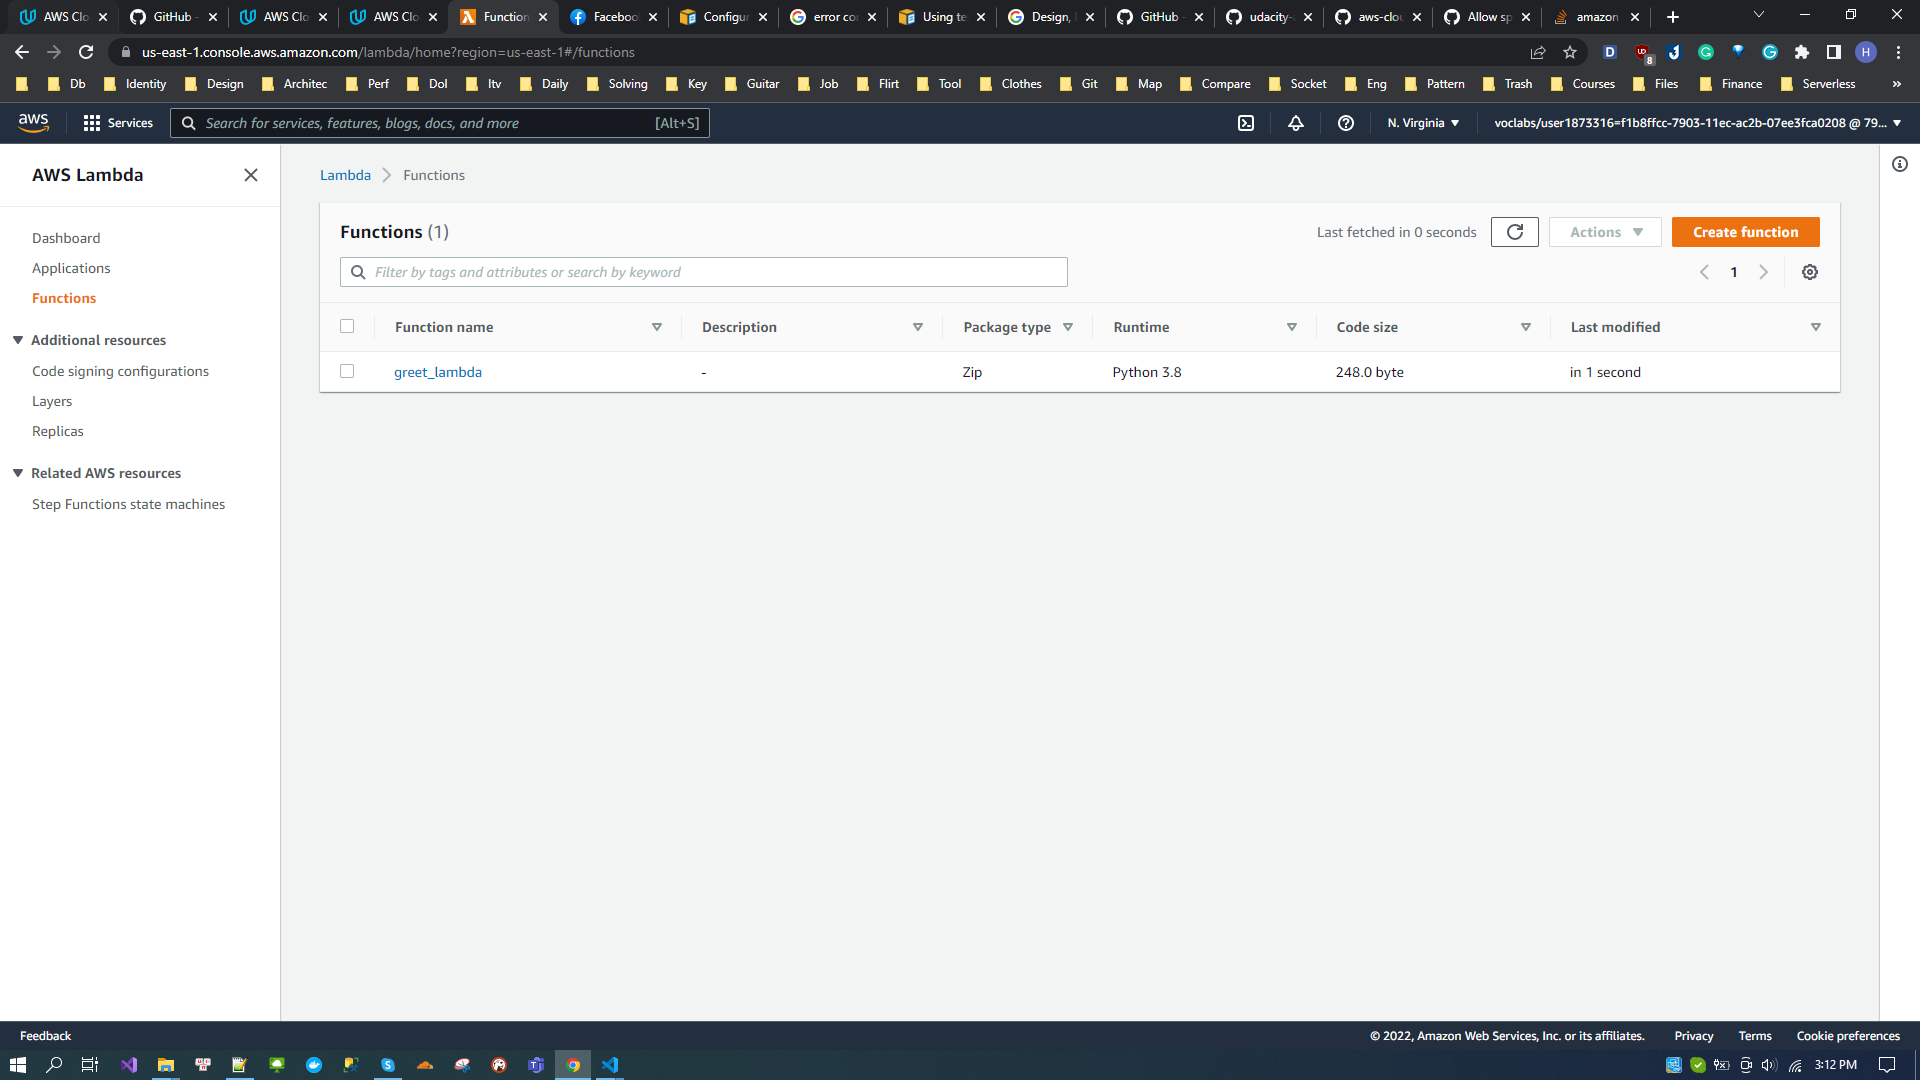 AWS Clo
GitHub -
AWS Clo
AWS Clo
Function
Facebook
Configur
error co
Using te
Design,
GitHub -
udacity-
aws-clou
Allow sp
amazon
us-east-1.console.aws.amazon.com/lambda/home?region=us-east-1#/functions
8
H
Db
Identity
Design
Architec
Perf
Dol
Itv
Daily
Solving
Key
Guitar
Job
Flirt
Tool
Clothes
Git
Map
Compare
Socket
Eng
Pattern
Trash
Courses
Files
Finance
Serverless
»
aws
Services
Search for services, features, blogs, docs, and more
[Alt+S]
N. Virginia
voclabs/user1873316=f1b8ffcc-7903-11ec-ac2b-07ee3fca0208 @ 79...
AWS Lambda
Dashboard
Applications
Functions
Additional resources
Code signing configurations
Layers
Replicas
Related AWS resources
Step Functions state machines
Lambda
Functions
Functions (1)
Last fetched in 0 seconds
Actions
Create function
Filter by tags and attributes or search by keyword
1
Function name
Description
Package type
Runtime
Code size
Last modified
greet_lambda
-
Zip
Python 3.8
248.0 byte
in 1 second
Feedback
© 2022, Amazon Web Services, Inc. or its affiliates.
Privacy
Terms
Cookie preferences
3:12 PM